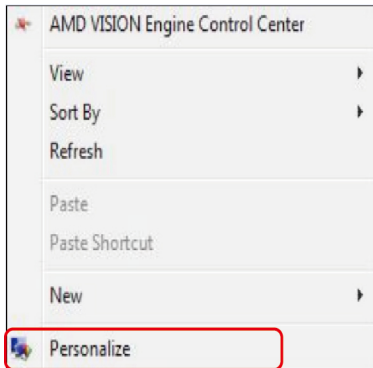 AMD VISION Engine Control Center
View
Sort By
Refresh
Paste
Paste Shortcut
New
Personalize